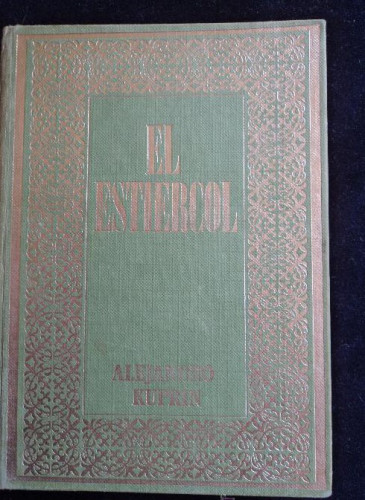 EL
ESTIERCOL
ALEJANDRO
KUPRIN